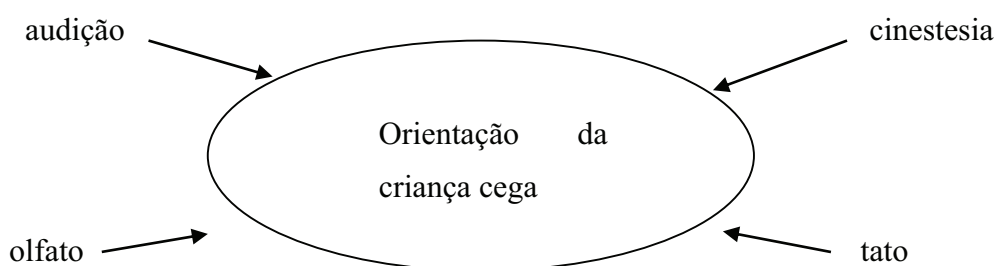 audição
cinestesia
Orientação da
criança cega
olfato
tato